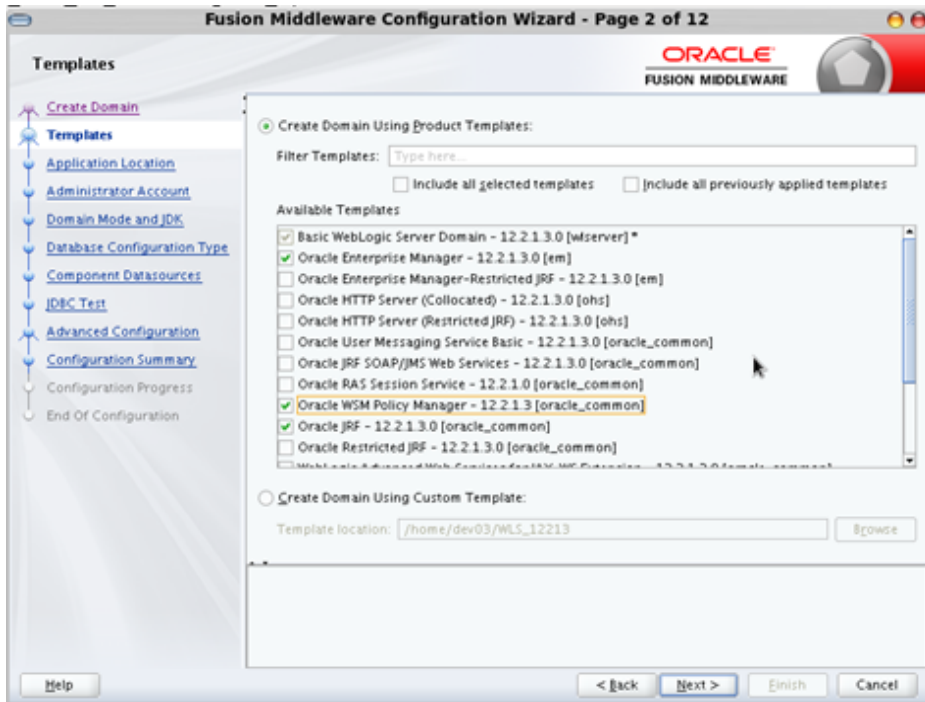 Fusion Middleware Configuration Wizard - Page 2 of 12
Templates
ORACLE
FUSION MIDDLEWARE
Create Domain
Templates
Application Location
Administrator Account
Domain Mode and JDK
Database Configuration Type
Component Datasources
JDBC Test
Advanced Configuration
Configuration Summary
Configuration Progress
End Of Configuration
Create Domain Using Product Templates:
Filter Templates: Type here...
Include all selected templates Include all previously applied templates
Available Templates
Basic WebLogic Server Domain - 12.2.1.3.0 [wlserver] *
Oracle Enterprise Manager - 12.2.1.3.0 [em]
Oracle Enterprise Manager-Restricted JRF - 12.2.1.3.0 [em]
Oracle HTTP Server (Collocated) - 12.2.1.3.0 [ohs]
Oracle HTTP Server (Restricted JRF) - 12.2.1.3.0 [ohs]
Oracle User Messaging Service Basic - 12.2.1.3.0 [oracle_common]
Oracle JRF SOAP/JMS Web Services - 12.2.1.3.0 [oracle_common]
Oracle RAS Session Service - 12.2.1.0 [oracle_common]
Oracle WSM Policy Manager - 12.2.1.3 [oracle_common]
Oracle JRF - 12.2.1.3.0 [oracle_common]
Oracle Restricted JRF - 12.2.1.3.0 [oracle_common]
Create Domain Using Custom Template:
Template location: /home/dev03/WLS_12213 Browse
Help < Back Next > Finish Cancel